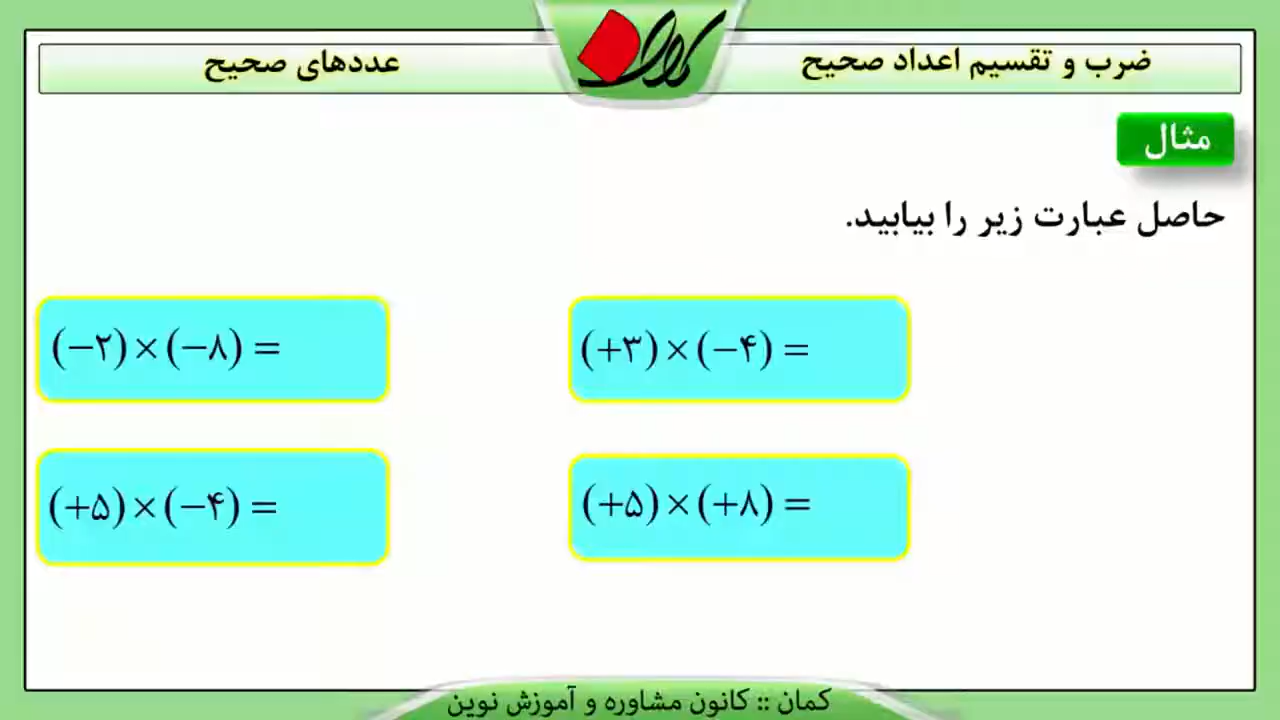 ضرب و تقسیم اعداد صحیح
کمان
عددهای صحیح
مثال
حاصل عبارت زیر را بیابید.
(+۳)×(−۴)=
(−۲)×(−۸)=
(+۵)×(+۸)=
(+۵)×(−۴)=
کمان :: کانون مشاوره و آموزش نوین